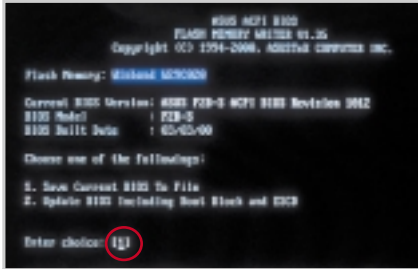 ASUS ACPI BIOS
FLASH MEMORY WRITER V1.35
Copyright (C) 1994-2000, ASUSTeK COMPUTER INC.
Flash Memory: Winbond
Current BIOS Version: ASUS P2B-S ACPI BIOS Revision 1012
BIOS Model : P2B-S
BIOS Built Date : 03/03/00
Choose one of the followings:
1. Save Current BIOS To File
2. Update BIOS Including Boot Block and ESCD
Enter choice: [1]